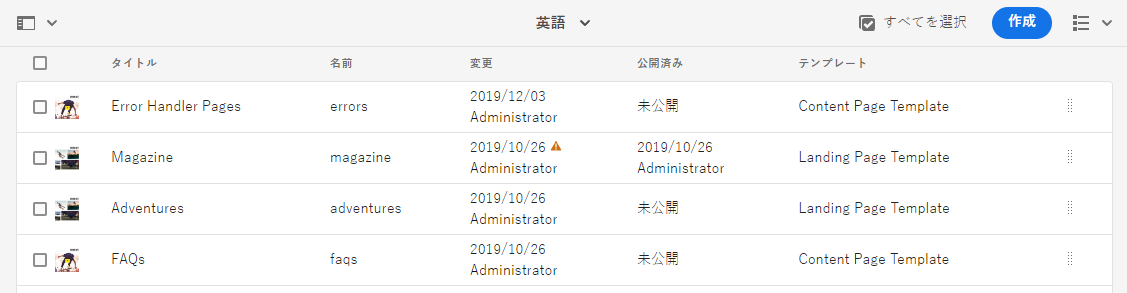 英語
すべてを選択
作成
タイトル 名前 変更 公開済み テンプレート
Error Handler Pages errors 2019/12/03 Administrator 未公開 Content Page Template
Magazine magazine 2019/10/26 Administrator 2019/10/26 Administrator Landing Page Template
Adventures adventures 2019/10/26 Administrator 未公開 Landing Page Template
FAQs faqs 2019/10/26 Administrator 未公開 Content Page Template